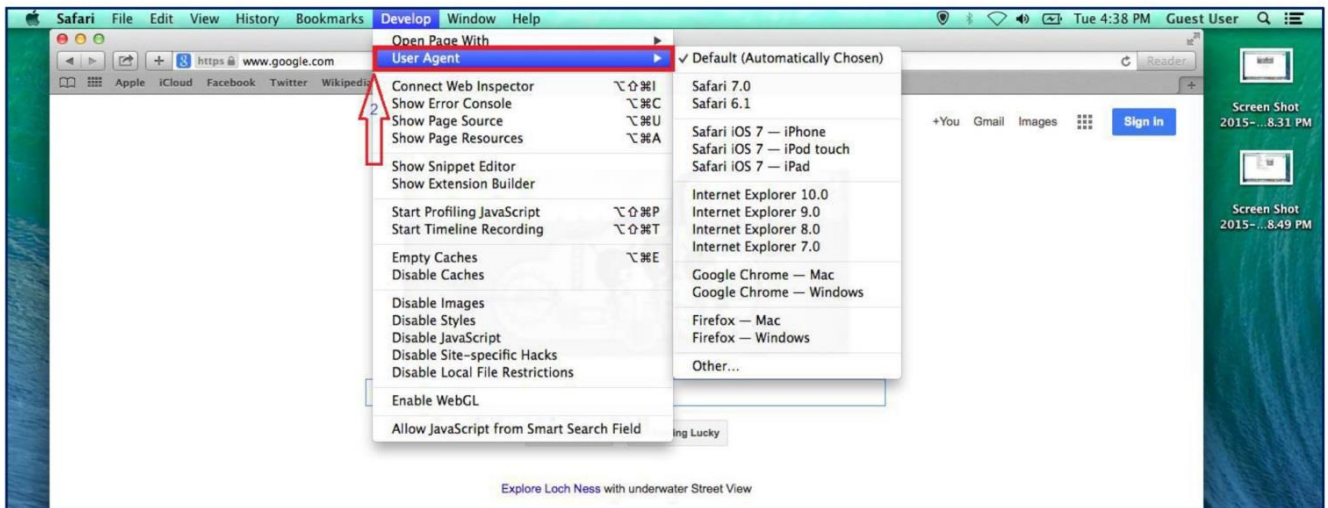 Safari File Edit View History Bookmarks Develop Window Help Tue 4:38 PM Guest User
https www.google.com Reader
Apple iCloud Facebook Twitter Wikipedia
Open Page With
User Agent
2
Connect Web Inspector ⌥⇧⌘I
Show Error Console ⌥⌘C
Show Page Source ⌥⌘U
Show Page Resources ⌥⌘A
Show Snippet Editor
Show Extension Builder
Start Profiling JavaScript ⌥⇧⌘P
Start Timeline Recording ⌥⇧⌘T
Empty Caches ⌥⌘E
Disable Caches
Disable Images
Disable Styles
Disable JavaScript
Disable Site-specific Hacks
Disable Local File Restrictions
Enable WebGL
Allow JavaScript from Smart Search Field
✓ Default (Automatically Chosen)
Safari 7.0
Safari 6.1
Safari iOS 7 — iPhone
Safari iOS 7 — iPod touch
Safari iOS 7 — iPad
Internet Explorer 10.0
Internet Explorer 9.0
Internet Explorer 8.0
Internet Explorer 7.0
Google Chrome — Mac
Google Chrome — Windows
Firefox — Mac
Firefox — Windows
Other...
+You Gmail Images Sign in
ing Lucky
Explore Loch Ness with underwater Street View
Screen Shot
2015-...8.31 PM
Screen Shot
2015-...8.49 PM